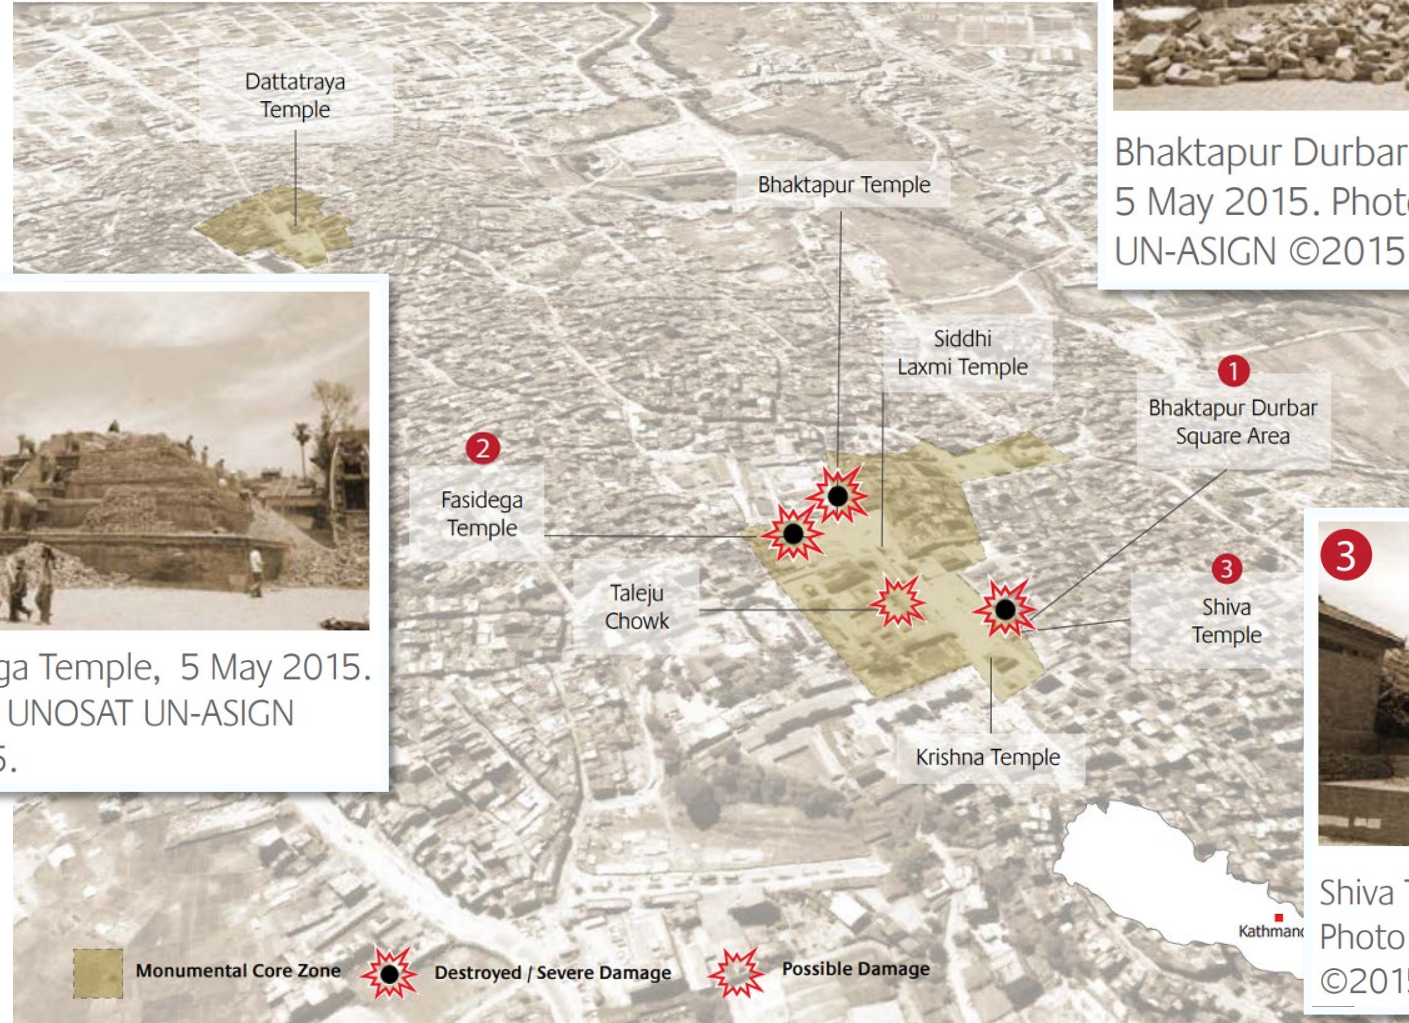 Dattatraya
Temple
Bhaktapur Temple
Bhaktapur Durbar
5 May 2015. Phot
UN-ASIGN ©2015
Siddhi
Laxmi Temple
1
Bhaktapur Durbar
Square Area
2
Fasidega
Temple
Taleju
Chowk
3
Shiva
Temple
3
Krishna Temple
ga Temple, 5 May 2015.
UNOSAT UN-ASIGN
5.
Kathman
Shiva
Photo
©201
Monumental Core Zone
Destroyed / Severe Damage
Possible Damage